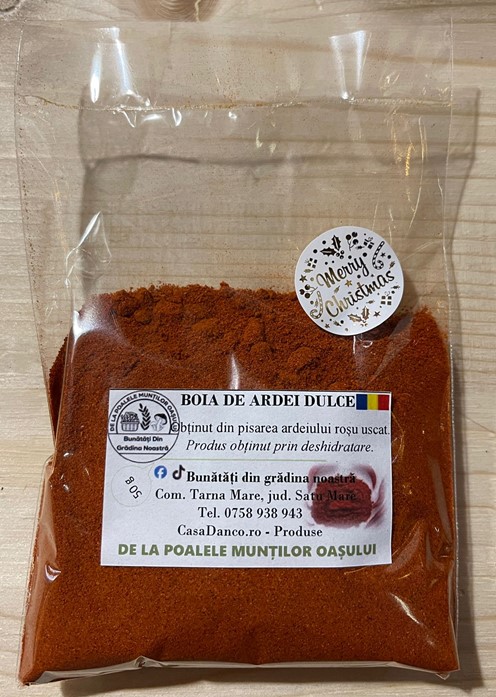 Merry
Christmas
BOIA DE ARDEI DULCE
DE LA POALELE MUNȚILOR OAȘULUI
Bunătăți Din
Grădina Noastră
bținut din pisarea ardeiului roșu uscat.
Produs obținut prin deshidratare.
Bunătăți din grădina noastră
50 g
Com. Tarna Mare, jud. Satu Mare
Tel. 0758 938 943
CasaDanco.ro - Produse
DE LA POALELE MUNȚILOR OAȘULUI